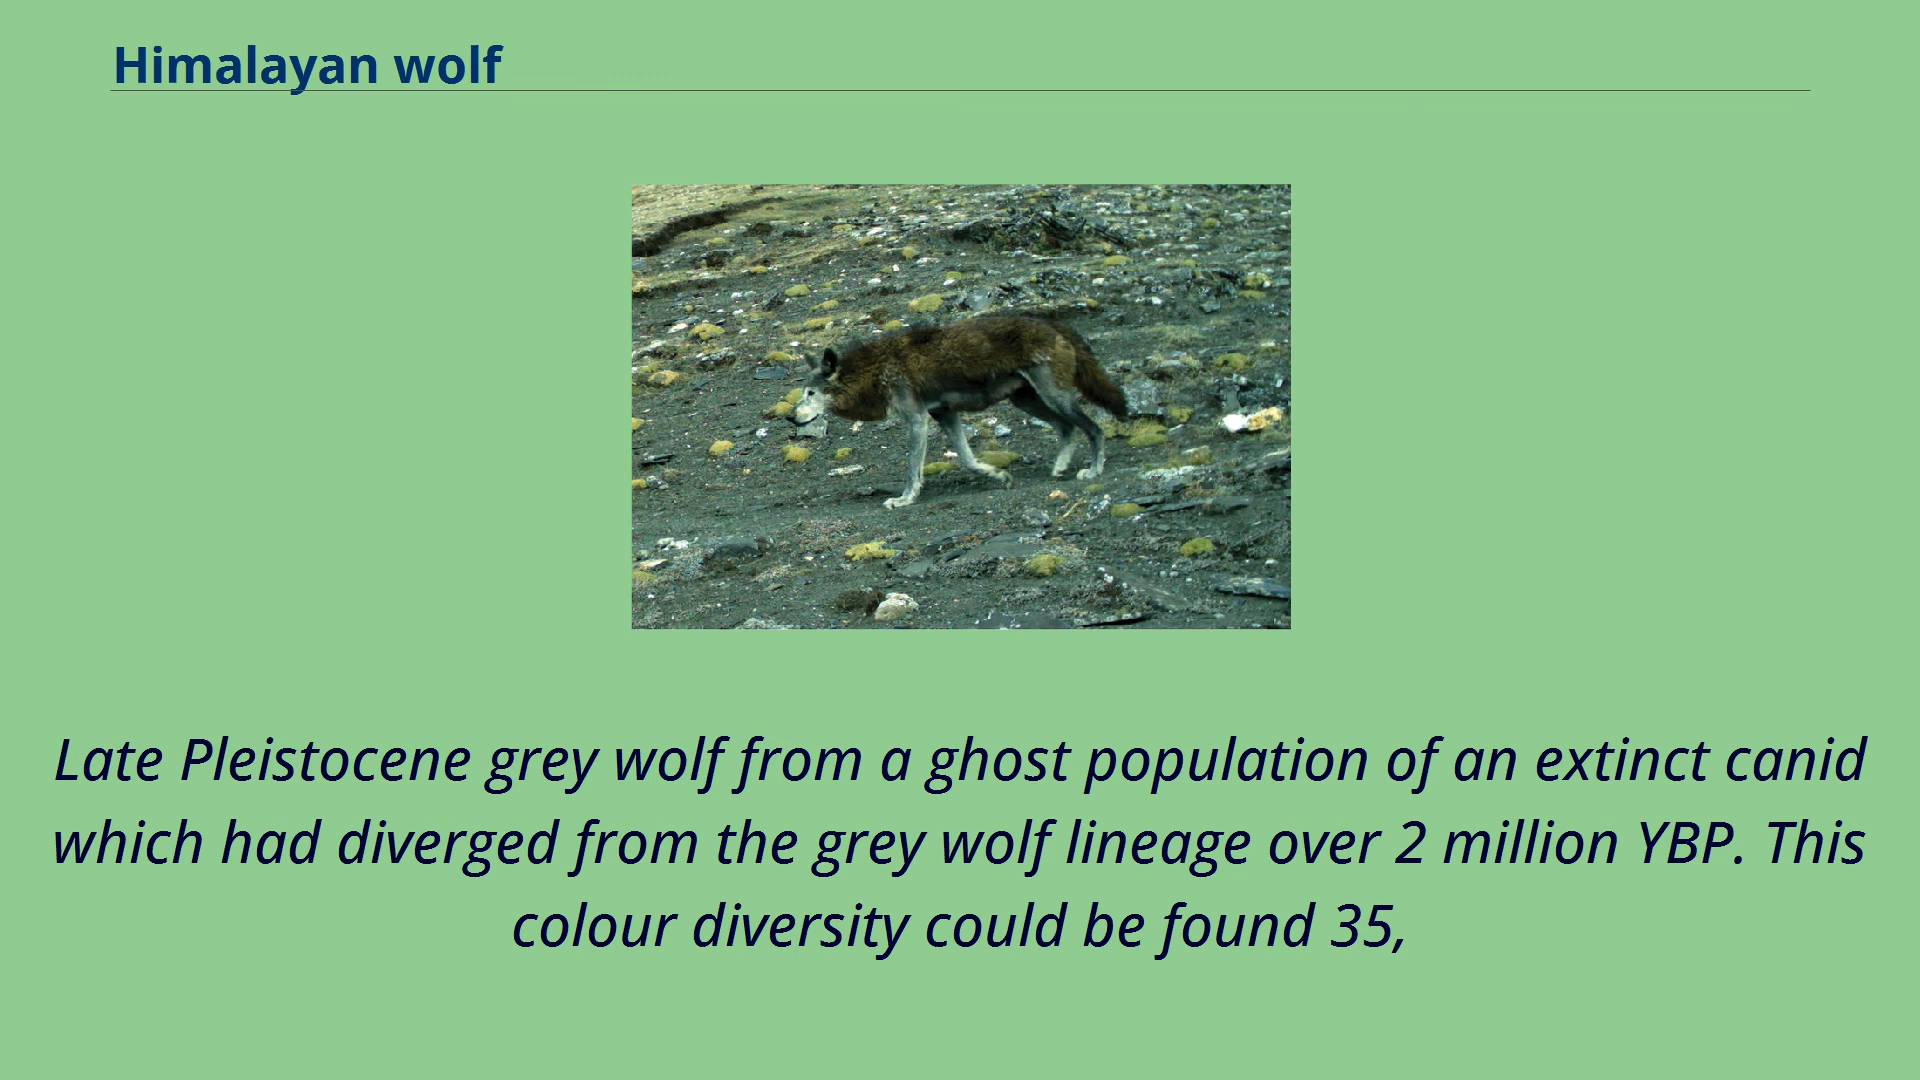 Himalayan wolf
Late Pleistocene grey wolf from a ghost population of an extinct canid
which had diverged from the grey wolf lineage over 2 million YBP. This
colour diversity could be found 35,